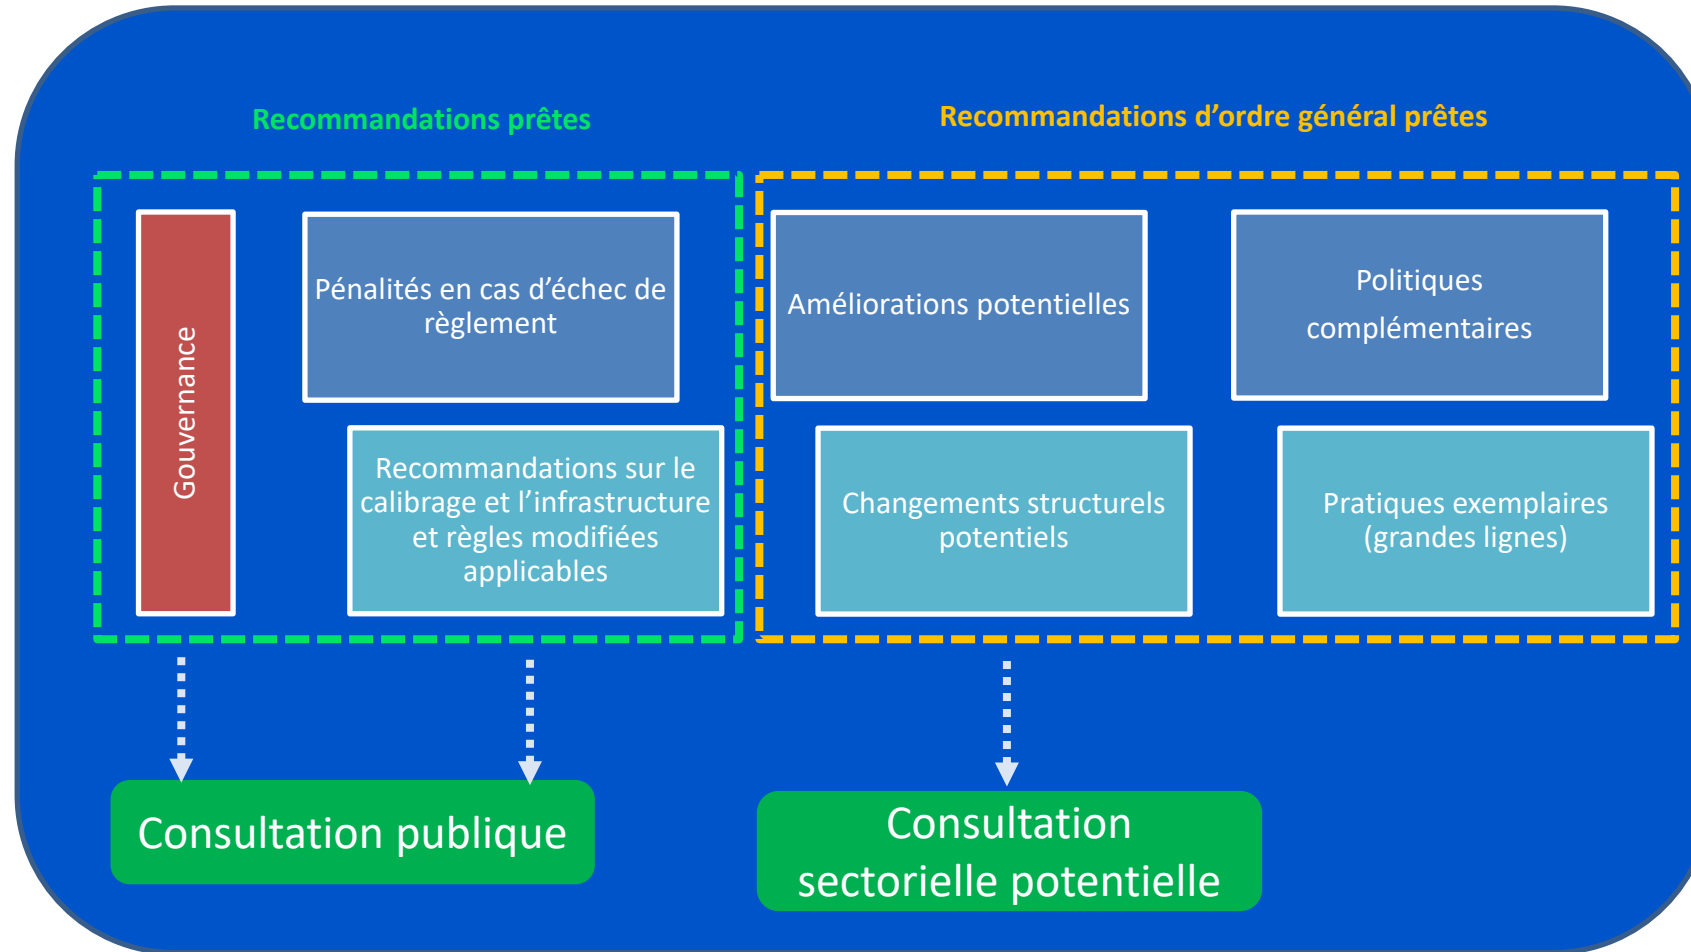 Recommandations prêtes
Recommandations d’ordre général prêtes
Gouvernance
Pénalités en cas d’échec de
règlement
Recommandations sur le
calibrage et l’infrastructure
et règles modifiées
applicables
Améliorations potentielles
Politiques
complémentaires
Changements structurels
potentiels
Pratiques exemplaires
(grandes lignes)
Consultation publique
Consultation
sectorielle potentielle